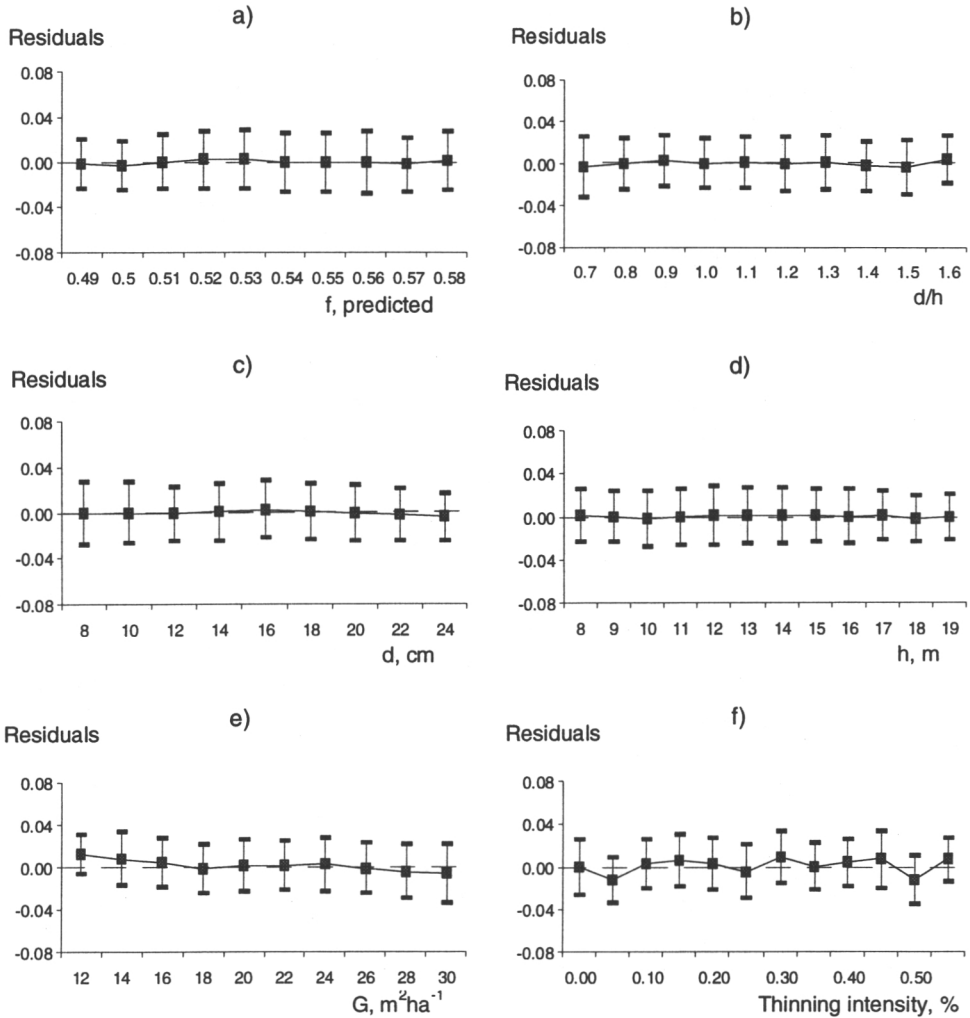 a)
Residuals
0.08
0.04
0.00
-0.04
-0.08
0.49 0.5 0.51 0.52 0.53 0.54 0.55 0.56 0.57 0.58
f, predicted
b)
Residuals
0.08
0.04
0.00
-0.04
-0.08
0.7 0.8 0.9 1.0 1.1 1.2 1.3 1.4 1.5 1.6
d/h
c)
Residuals
0.08
0.04
0.00
-0.04
-0.08
8 10 12 14 16 18 20 22 24
d, cm
d)
Residuals
0.08
0.04
0.00
-0.04
-0.08
8 9 10 11 12 13 14 15 16 17 18 19
h, m
e)
Residuals
0.08
0.04
0.00
-0.04
-0.08
12 14 16 18 20 22 24 26 28 30
G, m²ha⁻¹
f)
Residuals
0.08
0.04
0.00
-0.04
-0.08
0.00 0.10 0.20 0.30 0.40 0.50
Thinning intensity, %